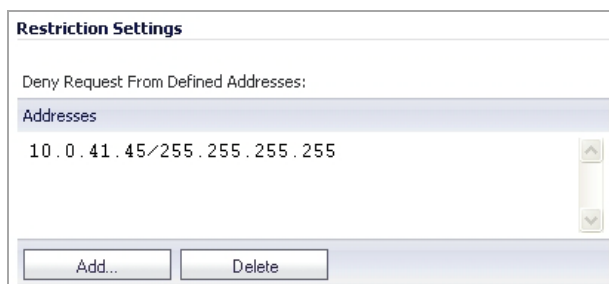 Restriction Settings
Deny Request From Defined Addresses:
Addresses
10.0.41.45/255.255.255.255
Add... Delete